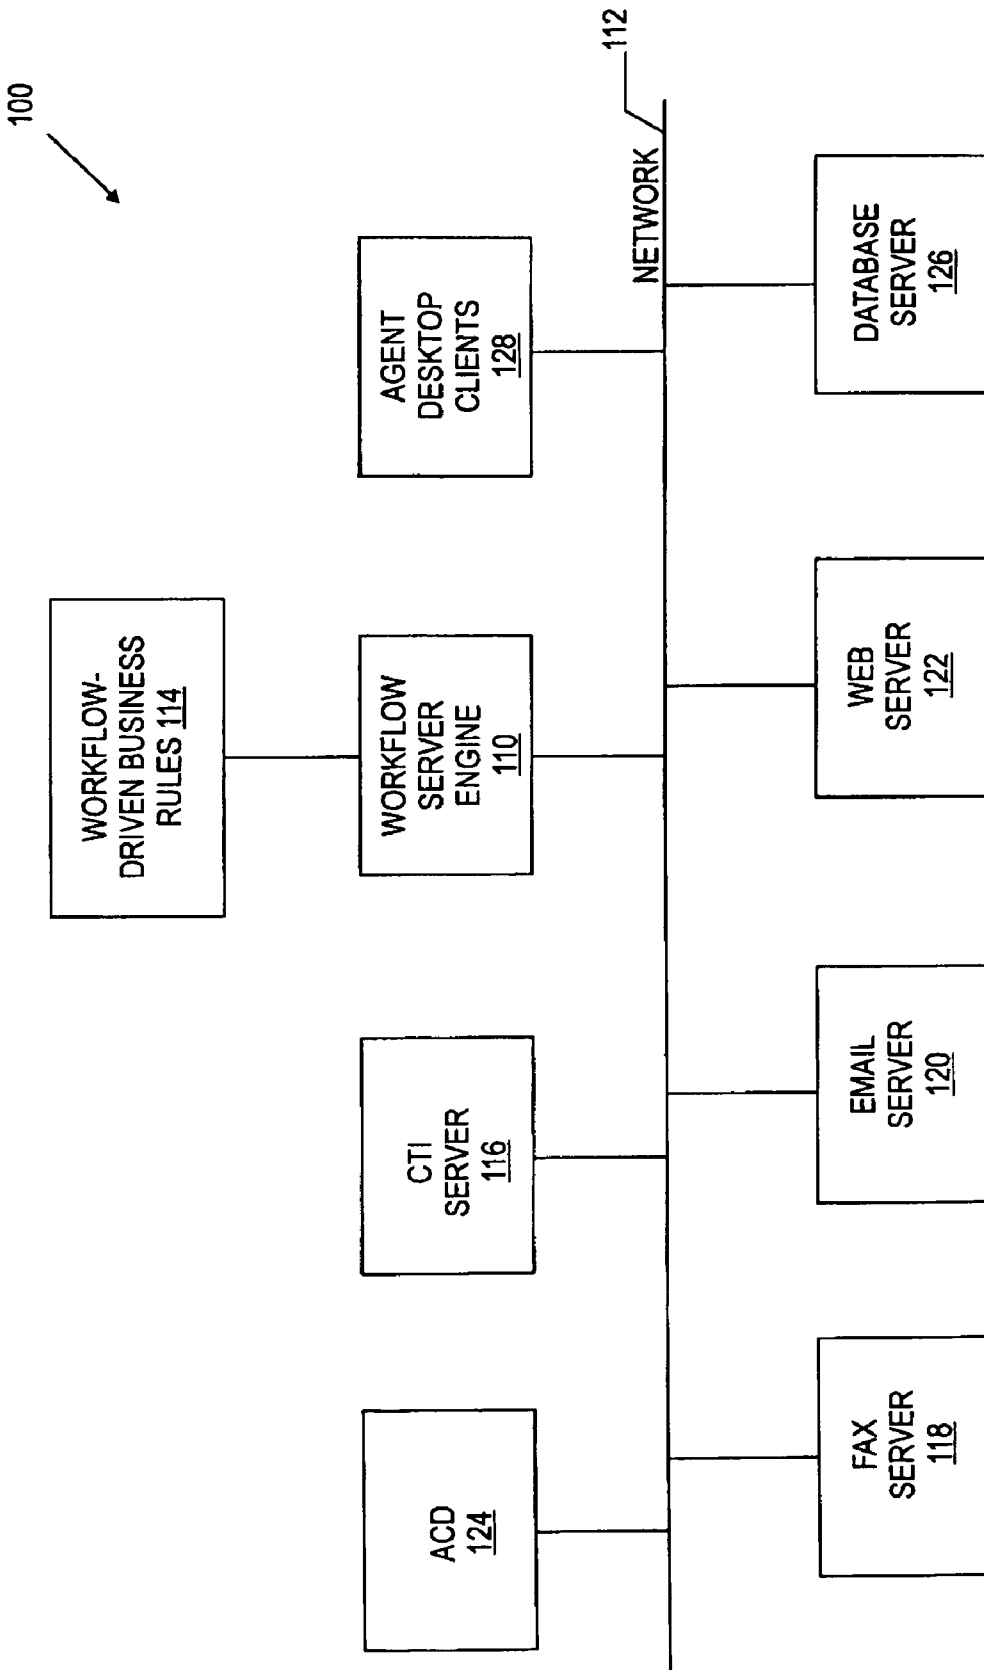 100
WORKFLOW-
DRIVEN BUSINESS
RULES 114
ACD
124
CTI
SERVER
116
WORKFLOW
SERVER
ENGINE
110
AGENT
DESKTOP
CLIENTS
128
NETWORK
112
FAX
SERVER
118
EMAIL
SERVER
120
WEB
SERVER
122
DATABASE
SERVER
126